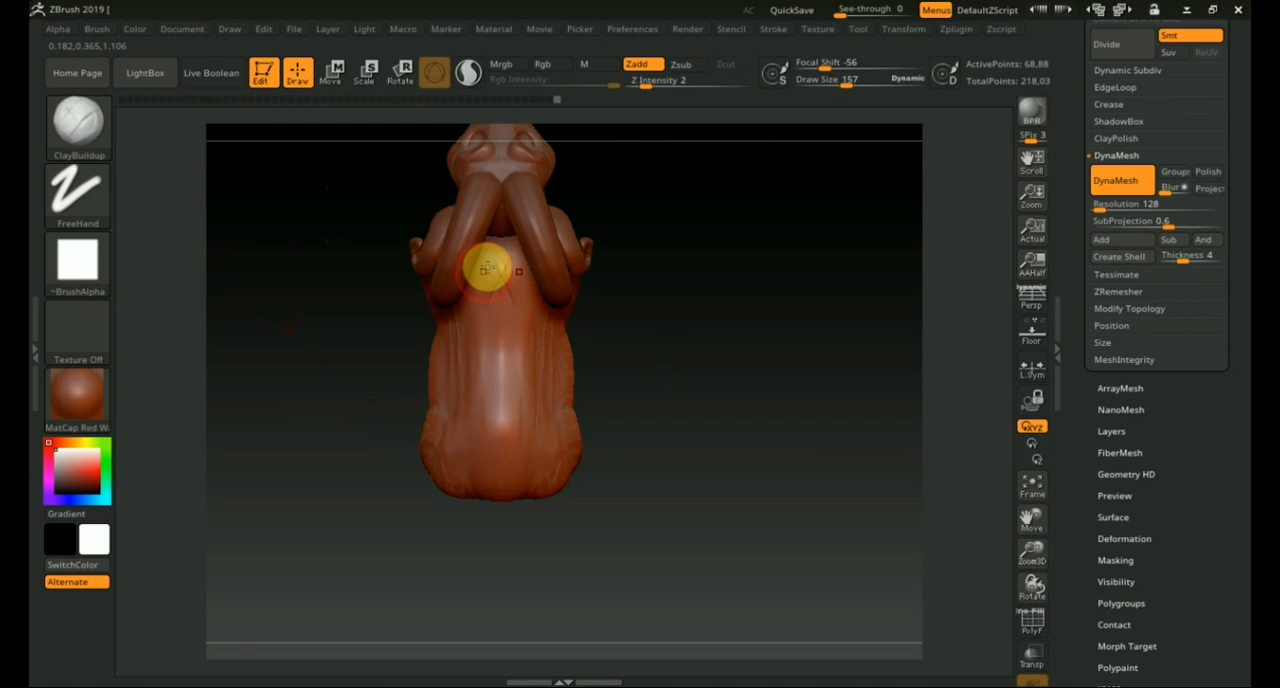 ZBrush 2019 [
AC QuickSave See-through 0 Menus DefaultZScript
Alpha Brush Color Document Draw Edit File Layer Light Macro Marker Material Movie Picker Preferences Render Stencil Stroke Texture Tool Transform Zplugin Zscript
0.182,0.365,1.106
Home Page LightBox Live Boolean Edit Draw Move Scale Rotate
Mrgb Rgb M Zadd Zsub Zcut
Rgb Intensity Z Intensity 2
Focal Shift -56
Draw Size 157 Dynamic
S
D
ActivePoints: 68,88
TotalPoints: 218,03
ClayBuildup
FreeHand
~BrushAlpha
Texture Off
MatCap Red Wa
Gradient
SwitchColor
Alternate
BPR
SPix 3
Scroll
Zoom
Actual
AAHalf
Persp
Floor
L.Sym
XYZ
Frame
Move
Zoom3D
Rotate
PolyF
Transp
Divide
Smt
Suv ReUV
Dynamic Subdiv
EdgeLoop
Crease
ShadowBox
ClayPolish
DynaMesh
DynaMesh
Groups Polish
Blur Project
Resolution 128
SubProjection 0.6
Add Sub And
Create Shell Thickness 4
Tessimate
ZRemesher
Modify Topology
Position
Size
MeshIntegrity
ArrayMesh
NanoMesh
Layers
FiberMesh
Geometry HD
Preview
Surface
Deformation
Masking
Visibility
Polygroups
Contact
Morph Target
Polypaint